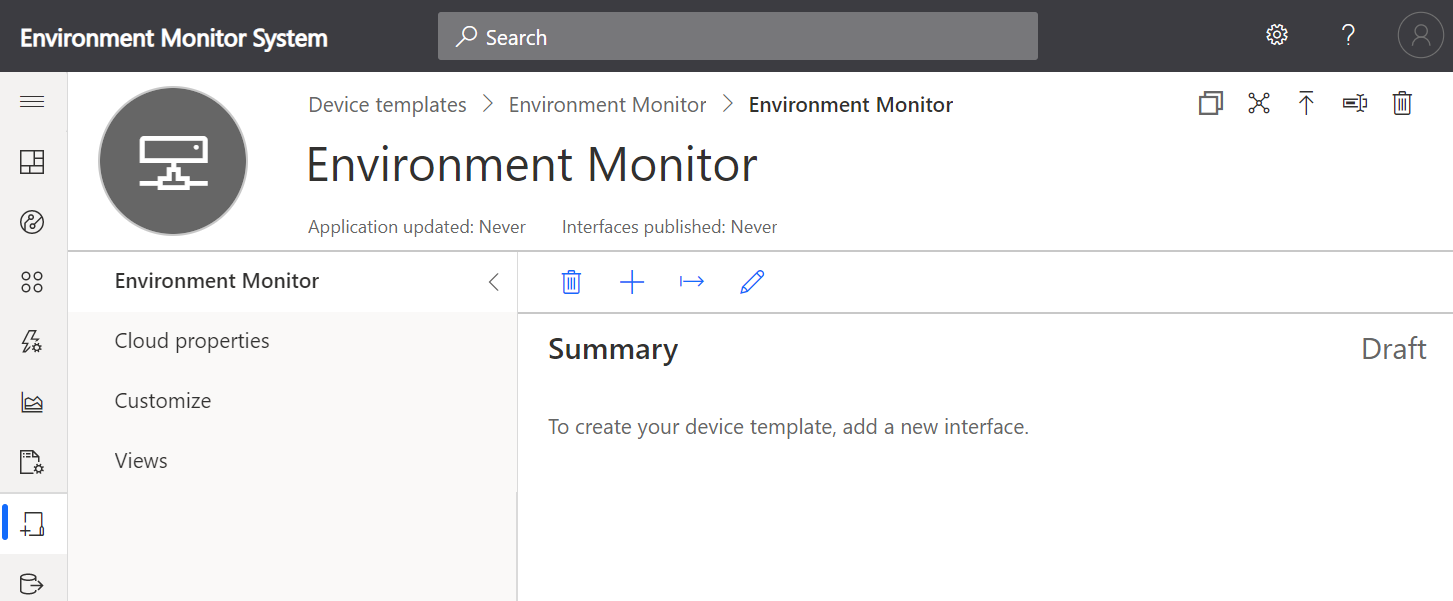 Environment Monitor System
Search
?
Device templates > Environment Monitor > Environment Monitor
Environment Monitor
Application updated: Never Interfaces published: Never
Environment Monitor
Cloud properties
Customize
Views
Summary
Draft
To create your device template, add a new interface.